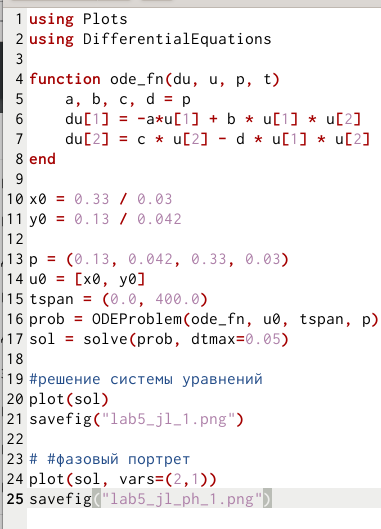 1 using Plots
2 using DifferentialEquations
3
4 function ode_fn(du, u, p, t)
5     a, b, c, d = p
6     du[1] = -a*u[1] + b * u[1] * u[2]
7     du[2] = c * u[2] - d * u[1] * u[2]
8 end
9
10 x0 = 0.33 / 0.03
11 y0 = 0.13 / 0.042
12
13 p = (0.13, 0.042, 0.33, 0.03)
14 u0 = [x0, y0]
15 tspan = (0.0, 400.0)
16 prob = ODEProblem(ode_fn, u0, tspan, p)
17 sol = solve(prob, dtmax=0.05)
18
19 #решение системы уравнений
20 plot(sol)
21 savefig("lab5_jl_1.png")
22
23 # #фазовый портрет
24 plot(sol, vars=(2,1))
25 savefig("lab5_jl_ph_1.png")